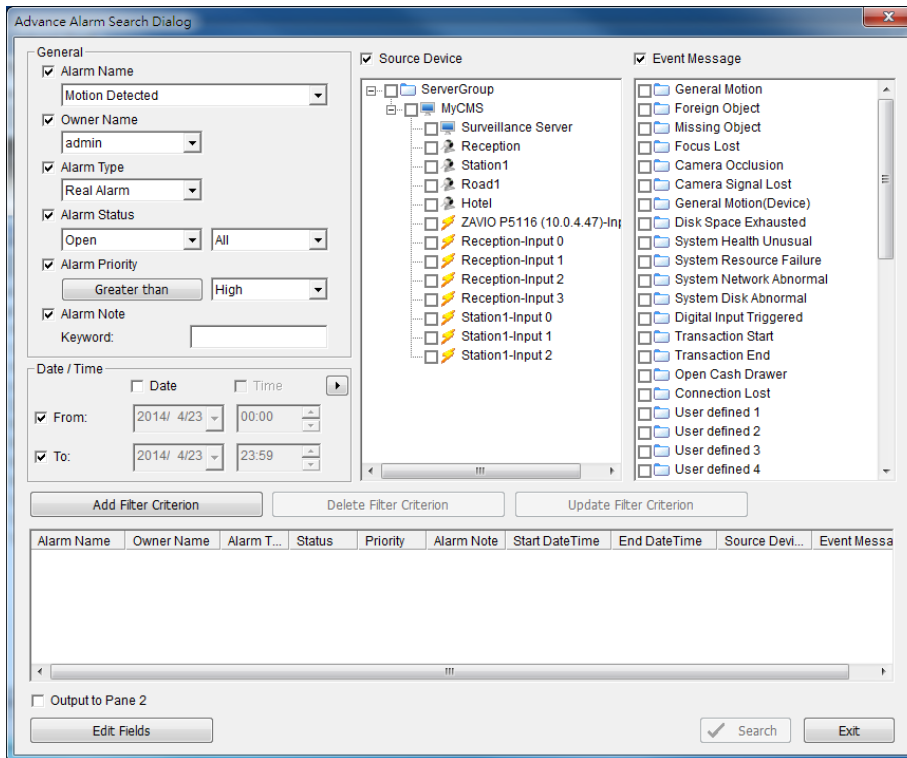 Advance Alarm Search Dialog
General
Alarm Name
Motion Detected
Owner Name
admin
Alarm Type
Real Alarm
Alarm Status
Open All
Alarm Priority
Greater than High
Alarm Note
Keyword:
Date / Time
Date Time
From: 2014/ 4/23 00:00
To: 2014/ 4/23 23:59
Source Device
ServerGroup
MyCMS
Surveillance Server
Reception
Station1
Road1
Hotel
ZAVIO P5116 (10.0.4.47)-Inp
Reception-Input 0
Reception-Input 1
Reception-Input 2
Reception-Input 3
Station1-Input 0
Station1-Input 1
Station1-Input 2
Event Message
General Motion
Foreign Object
Missing Object
Focus Lost
Camera Occlusion
Camera Signal Lost
General Motion(Device)
Disk Space Exhausted
System Health Unusual
System Resource Failure
System Network Abnormal
System Disk Abnormal
Digital Input Triggered
Transaction Start
Transaction End
Open Cash Drawer
Connection Lost
User defined 1
User defined 2
User defined 3
User defined 4
Add Filter Criterion Delete Filter Criterion Update Filter Criterion
Alarm Name Owner Name Alarm T... Status Priority Alarm Note Start DateTime End DateTime Source Devi... Event Messa
Output to Pane 2
Edit Fields Search Exit